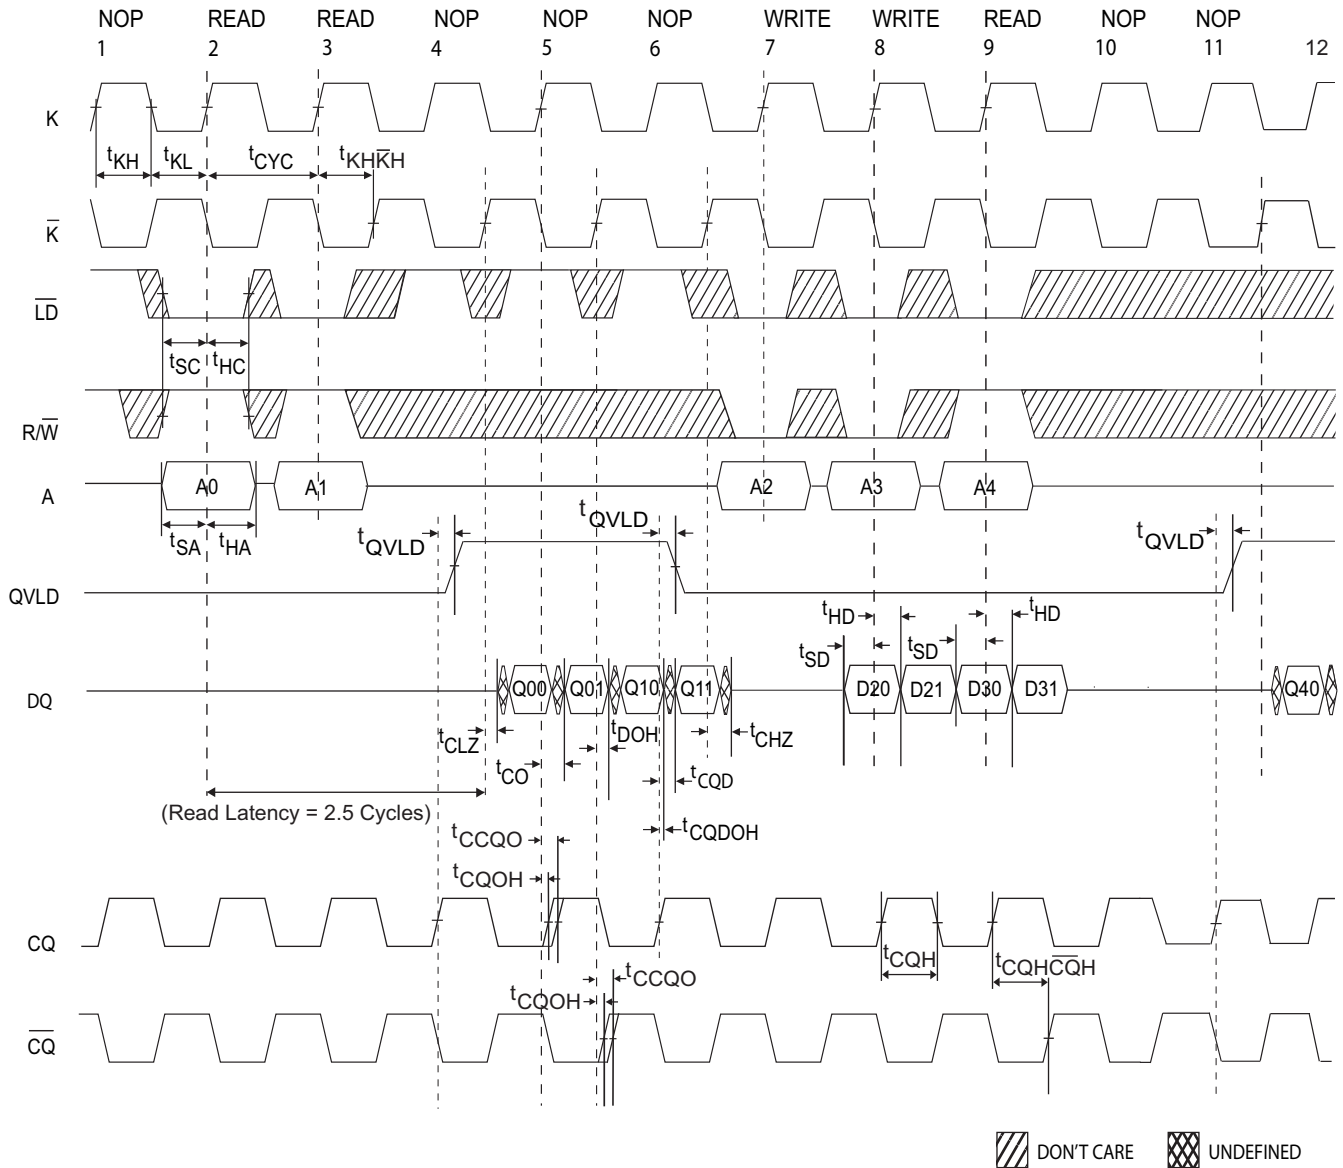 NOP READ READ NOP NOP NOP WRITE WRITE READ NOP NOP
1 2 3 4 5 6 7 8 9 10 11 12
K
tKH tKL tCYC tKHK̅H
K̅
L̅D̅
tSC tHC
R/W̅
A A0 A1 A2 A3 A4
tSA tHA tQVLD tQVLD tQVLD
QVLD
tHD tHD
tSD tSD
DQ Q00 Q01 Q10 Q11 D20 D21 D30 D31 Q40
tCLZ tDOH tCHZ
tCO tCQD
(Read Latency = 2.5 Cycles)
tCQDOH
tCCQO
tCQOH
CQ
tCQH tCQHC̅Q̅H
tCCQO
tCQOH
C̅Q̅
DON'T CARE UNDEFINED